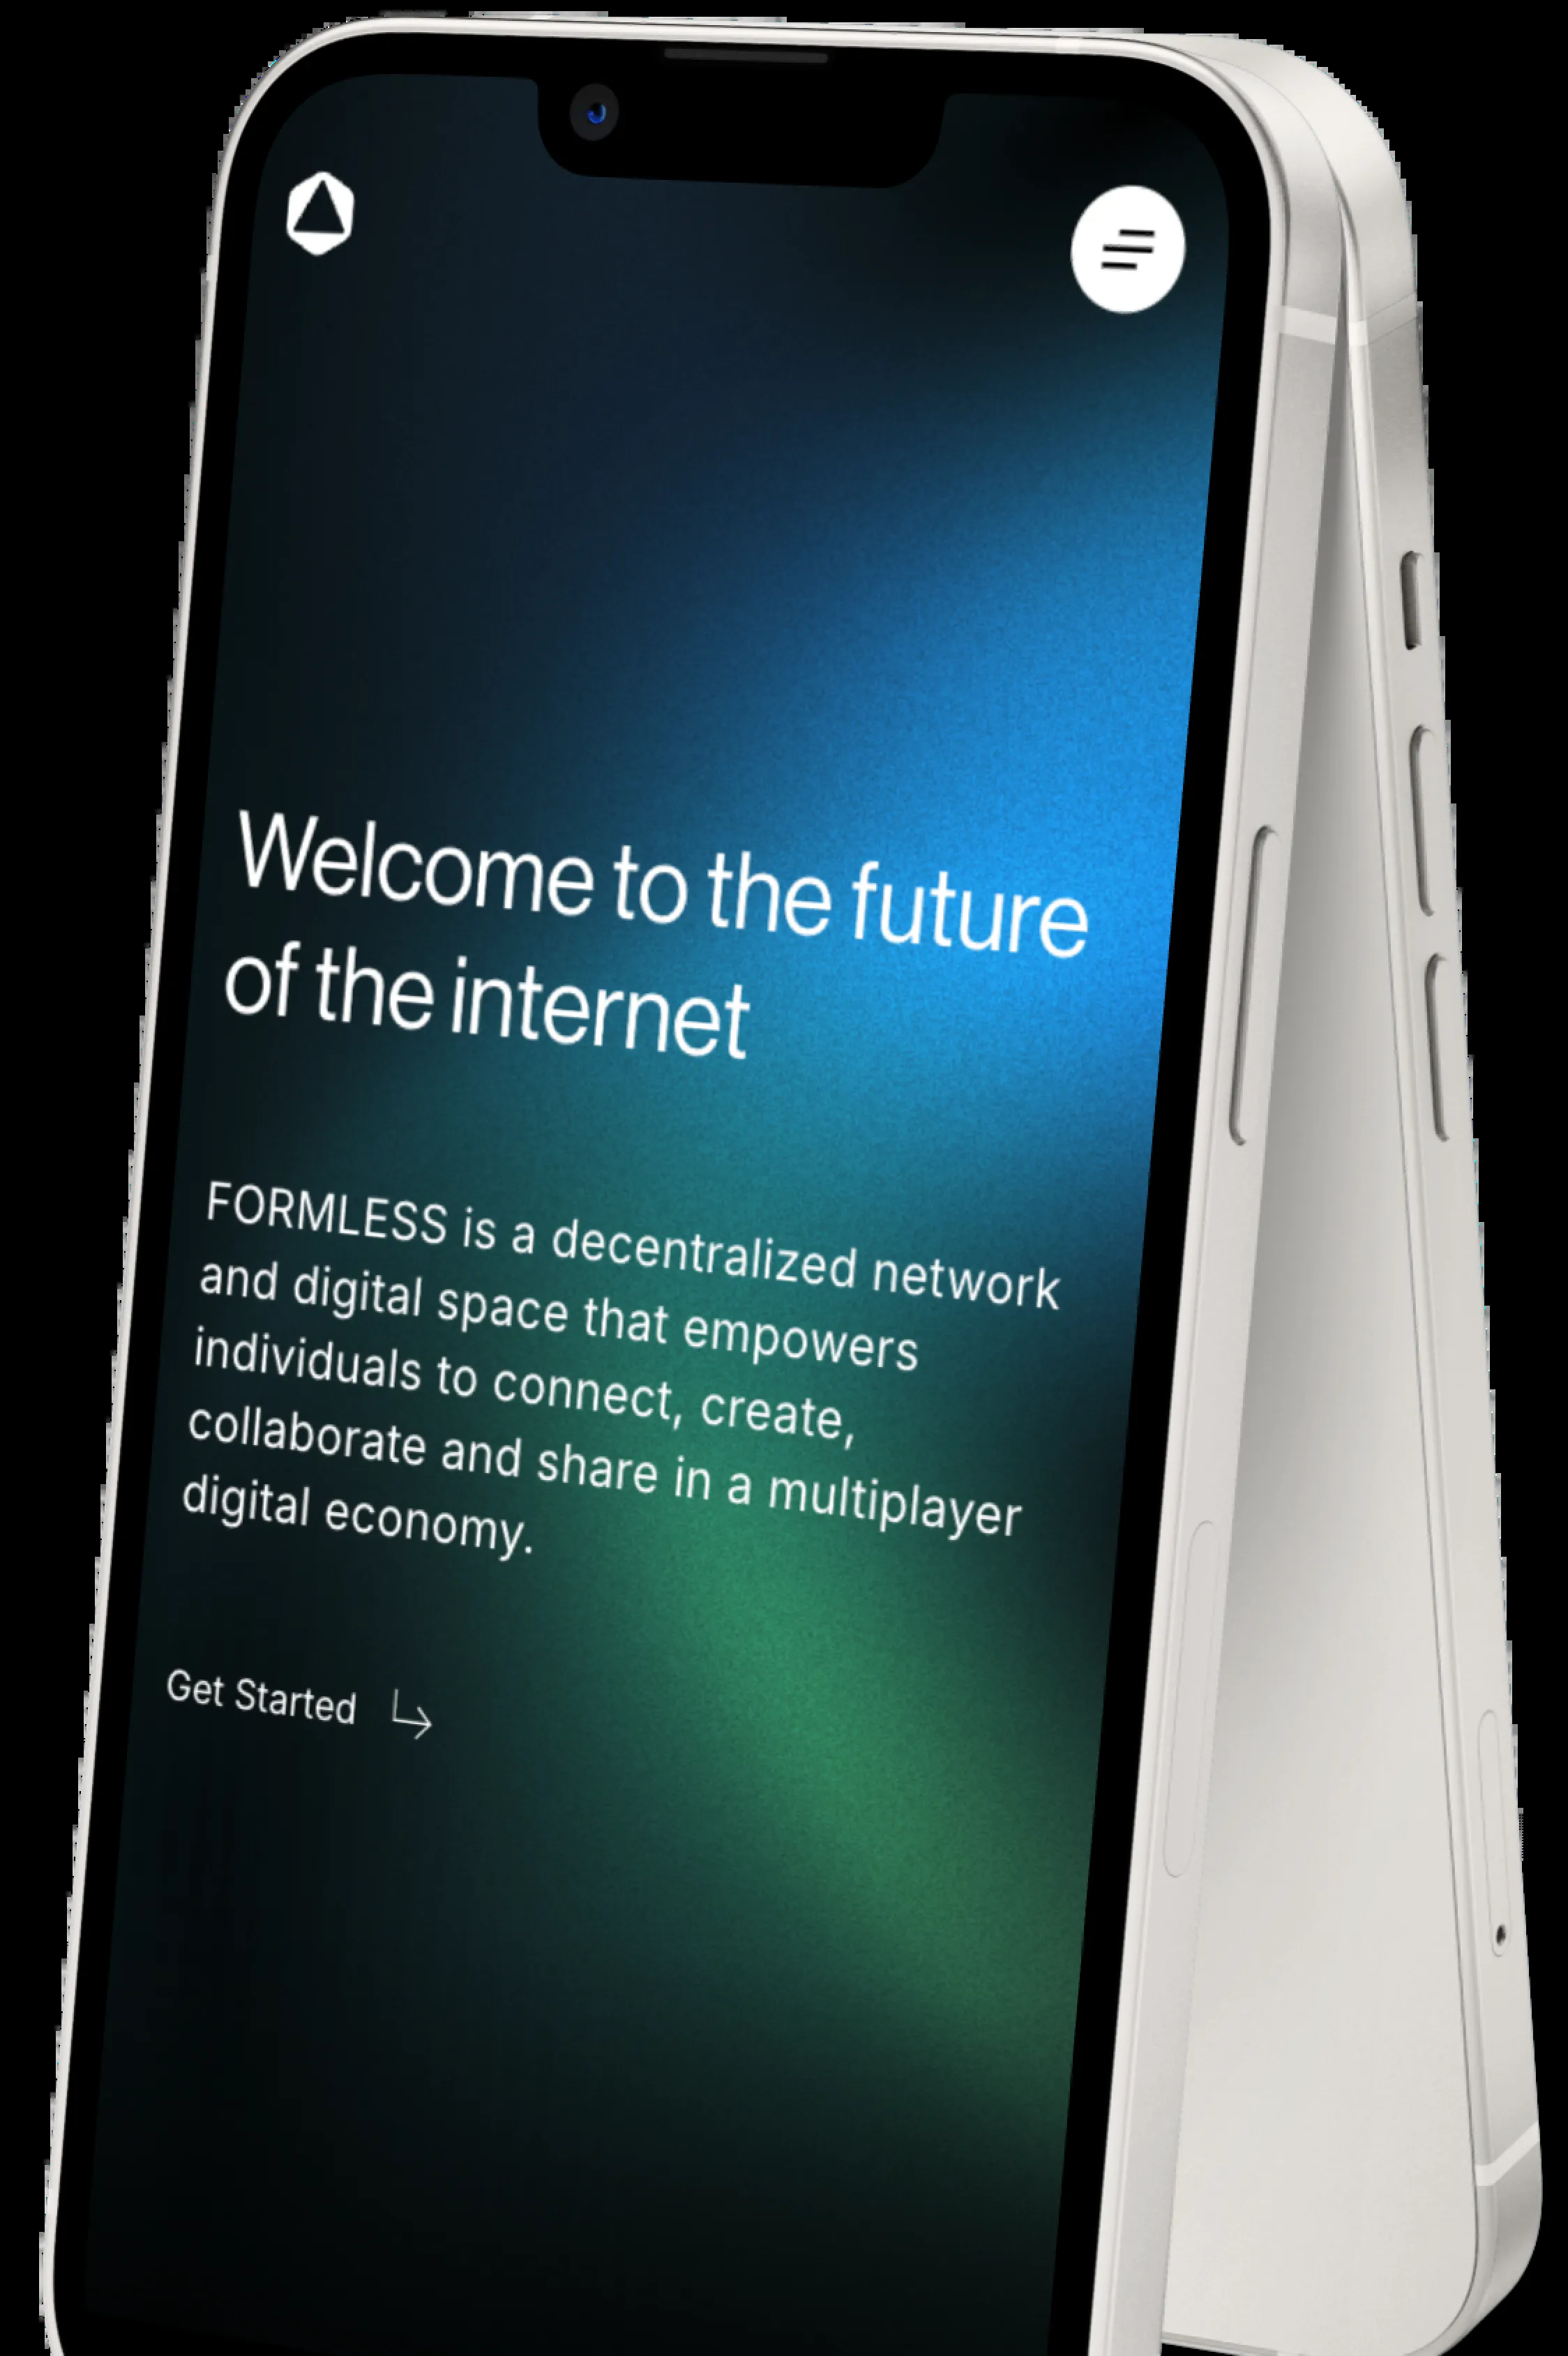 Welcome to the future
of the internet
FORMLESS is a decentralized network
and digital space that empowers
individuals to connect, create,
collaborate and share in a multiplayer
digital economy.
Get Started